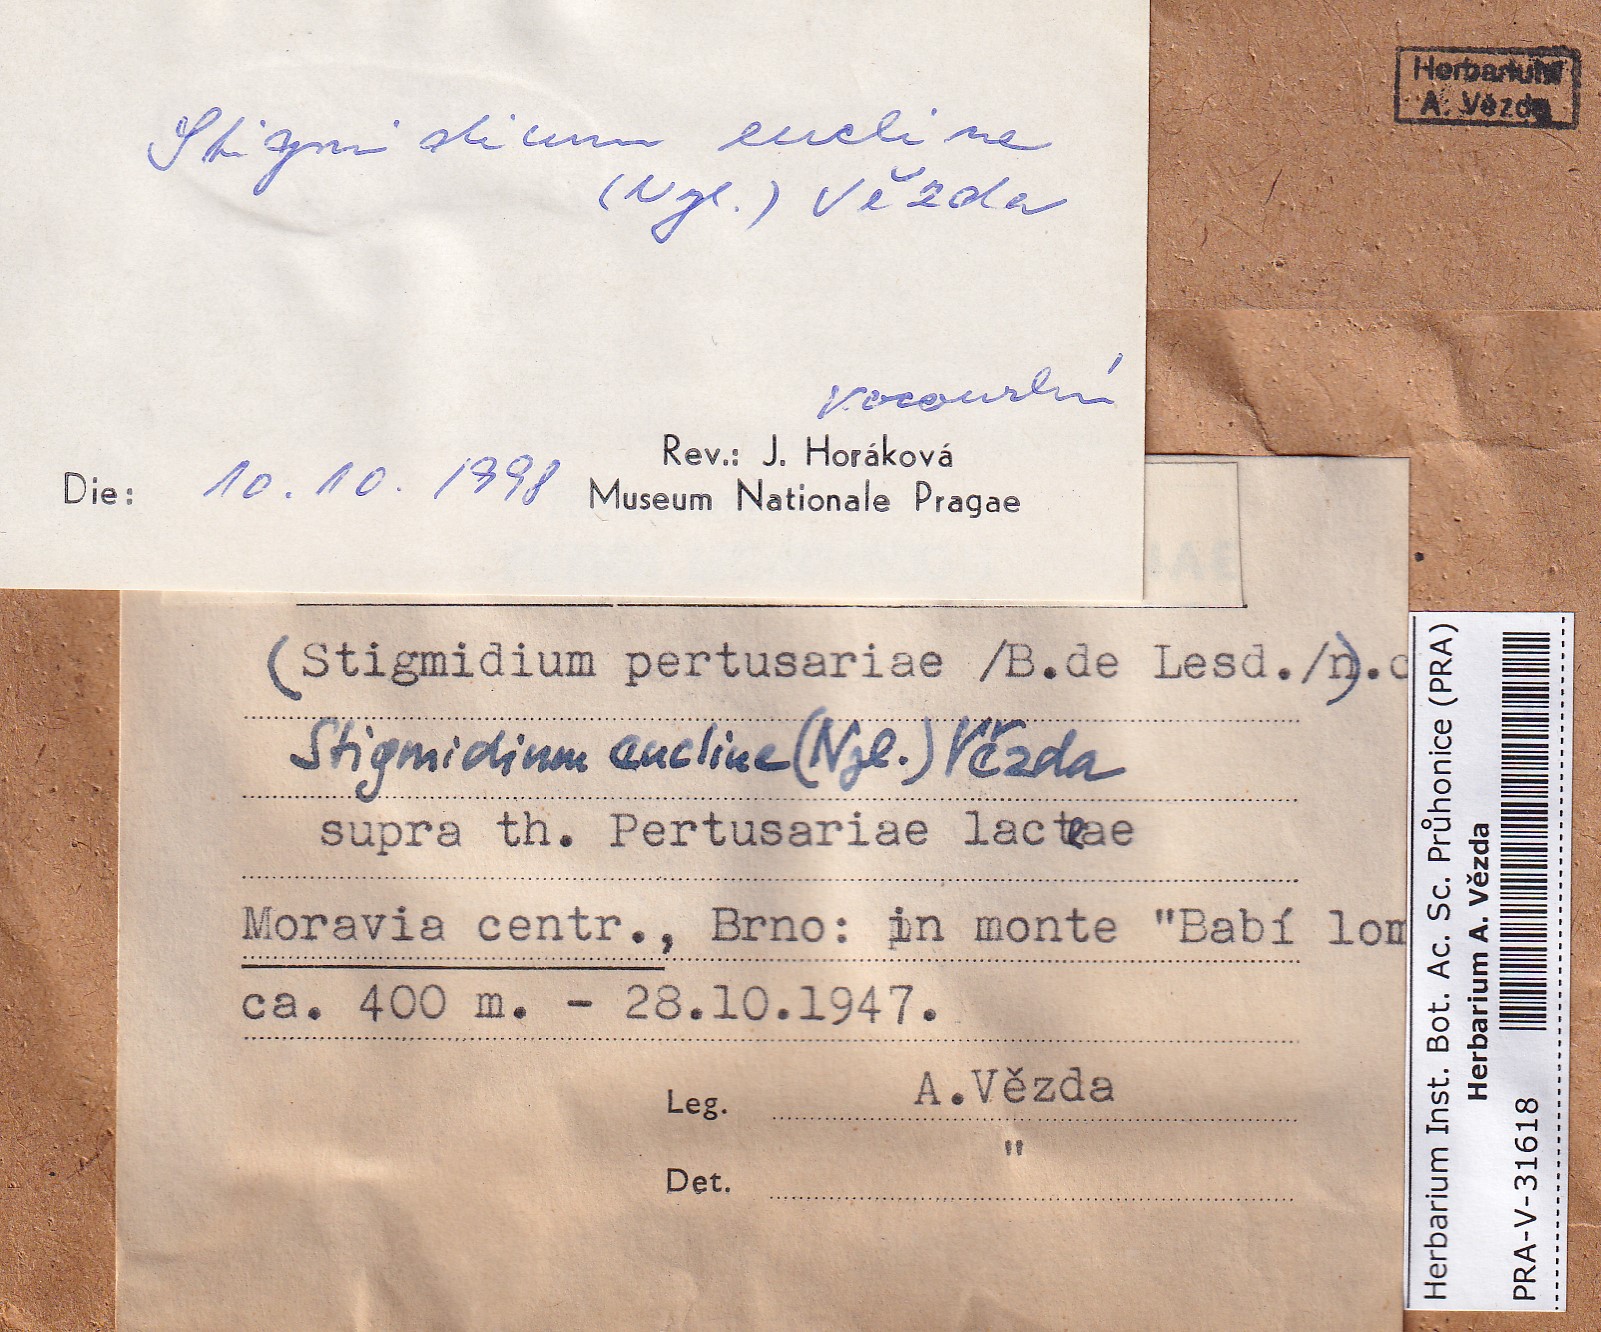 Stigmidium eucline
(Nyl.) Vězda
Kocourková
Rev.: J. Horáková
Die: 10. 10. 1998 Museum Nationale Pragae
Herbarium
A. Vězda
(Stigmidium pertusariae /B.de Lesd./n).c
Stigmidium eucline (Nyl.) Vězda
supra th. Pertusariae lacteae
Moravia centr., Brno: in monte "Babí lom
ca. 400 m. - 28.10.1947.
Leg. A.Vězda
Det. "
Herbarium Inst. Bot. Ac. Sc. Průhonice (PRA)
Herbarium A. Vězda
PRA-V-31618